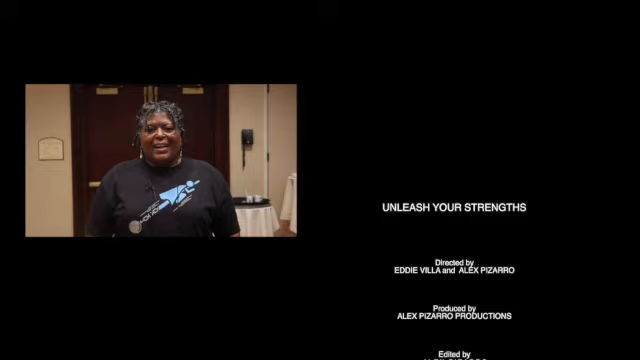 UNLEASH YOUR STRENGTHS
Directed by
EDDIE VILLA and ALEX PIZARRO
Produced by
ALEX PIZARRO PRODUCTIONS
Edited by